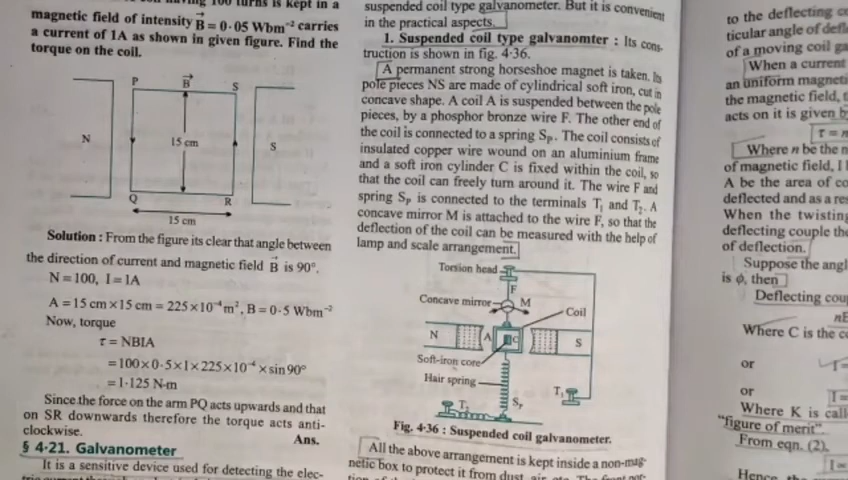 100 turns is kept in a
magnetic field of intensity B⃗ = 0·05 Wbm⁻² carries
a current of 1A as shown in given figure. Find the
torque on the coil.
P B⃗ S
N 15 cm S
Q R
15 cm
Solution : From the figure its clear that angle between
the direction of current and magnetic field B⃗ is 90°.
N = 100, I = 1A
A = 15 cm × 15 cm = 225 × 10⁻⁴ m², B = 0·5 Wbm⁻²
Now, torque
τ = NBIA
= 100 × 0·5 × 1 × 225 × 10⁻⁴ × sin 90°
= 1·125 N-m
Since the force on the arm PQ acts upwards and that
on SR downwards therefore the torque acts anti-
clockwise. Ans.
§ 4·21. Galvanometer
It is a sensitive device used for detecting the elec-
suspended coil type galvanometer. But it is convenient
in the practical aspects.
1. Suspended coil type galvanomter : Its cons-
truction is shown in fig. 4·36.
A permanent strong horseshoe magnet is taken. Its
pole pieces NS are made of cylindrical soft iron, cut in
concave shape. A coil A is suspended between the pole
pieces, by a phosphor bronze wire F. The other end of
the coil is connected to a spring Sₚ. The coil consists of
insulated copper wire wound on an aluminium frame
and a soft iron cylinder C is fixed within the coil, so
that the coil can freely turn around it. The wire F and
spring Sₚ is connected to the terminals T₁ and T₂. A
concave mirror M is attached to the wire F, so that the
deflection of the coil can be measured with the help of
lamp and scale arrangement.
Torsion head
F
Concave mirror M
Coil
N A C S
Soft-iron core
Hair spring
Sₚ T₁
T₂
Fig. 4·36 : Suspended coil galvanometer.
All the above arrangement is kept inside a non-mag-
netic box to protect it from dust, air, etc. The front
to the deflecting
ticular angle of
of a moving coil
When a current
an uniform
the magnetic field,
acts on it is given
τ =
Where n be the
of magnetic field,
A be the area of
deflected and as a
When the twisting
deflecting couple the
of deflection.
Suppose the
is φ, then
Deflecting
Where C is the
or
or
Where K is
"figure of merit".
From eqn. (2),
Hence